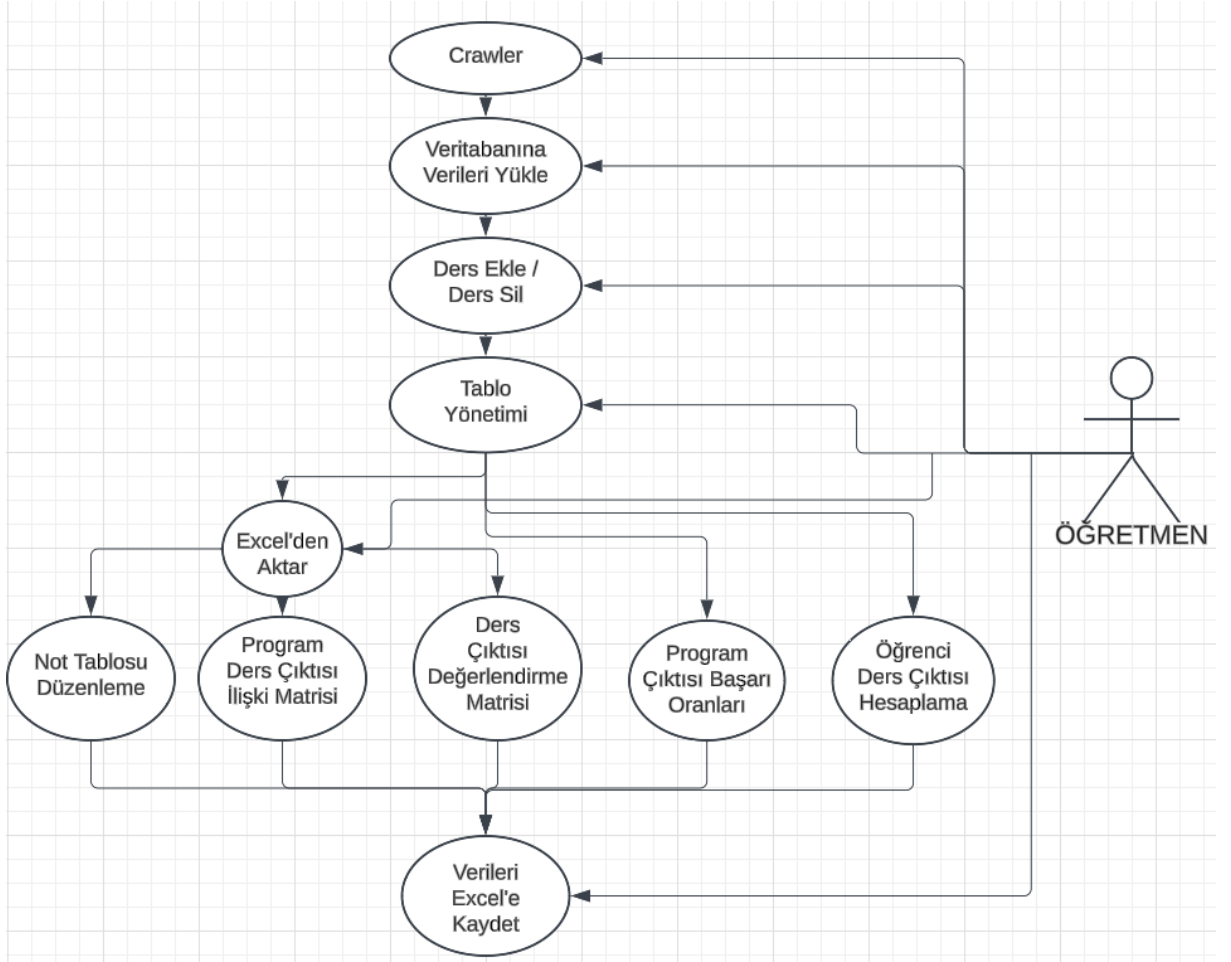 Crawler
Veritabanına
Verileri Yükle
Ders Ekle /
Ders Sil
Tablo
Yönetimi
ÖĞRETMEN
Excel'den
Aktar
Not Tablosu
Düzenleme
Program
Ders Çıktısı
İlişki Matrisi
Ders
Çıktısı
Değerlendirme
Matrisi
Program
Çıktısı Başarı
Oranları
Öğrenci
Ders Çıktısı
Hesaplama
Verileri
Excel'e
Kaydet